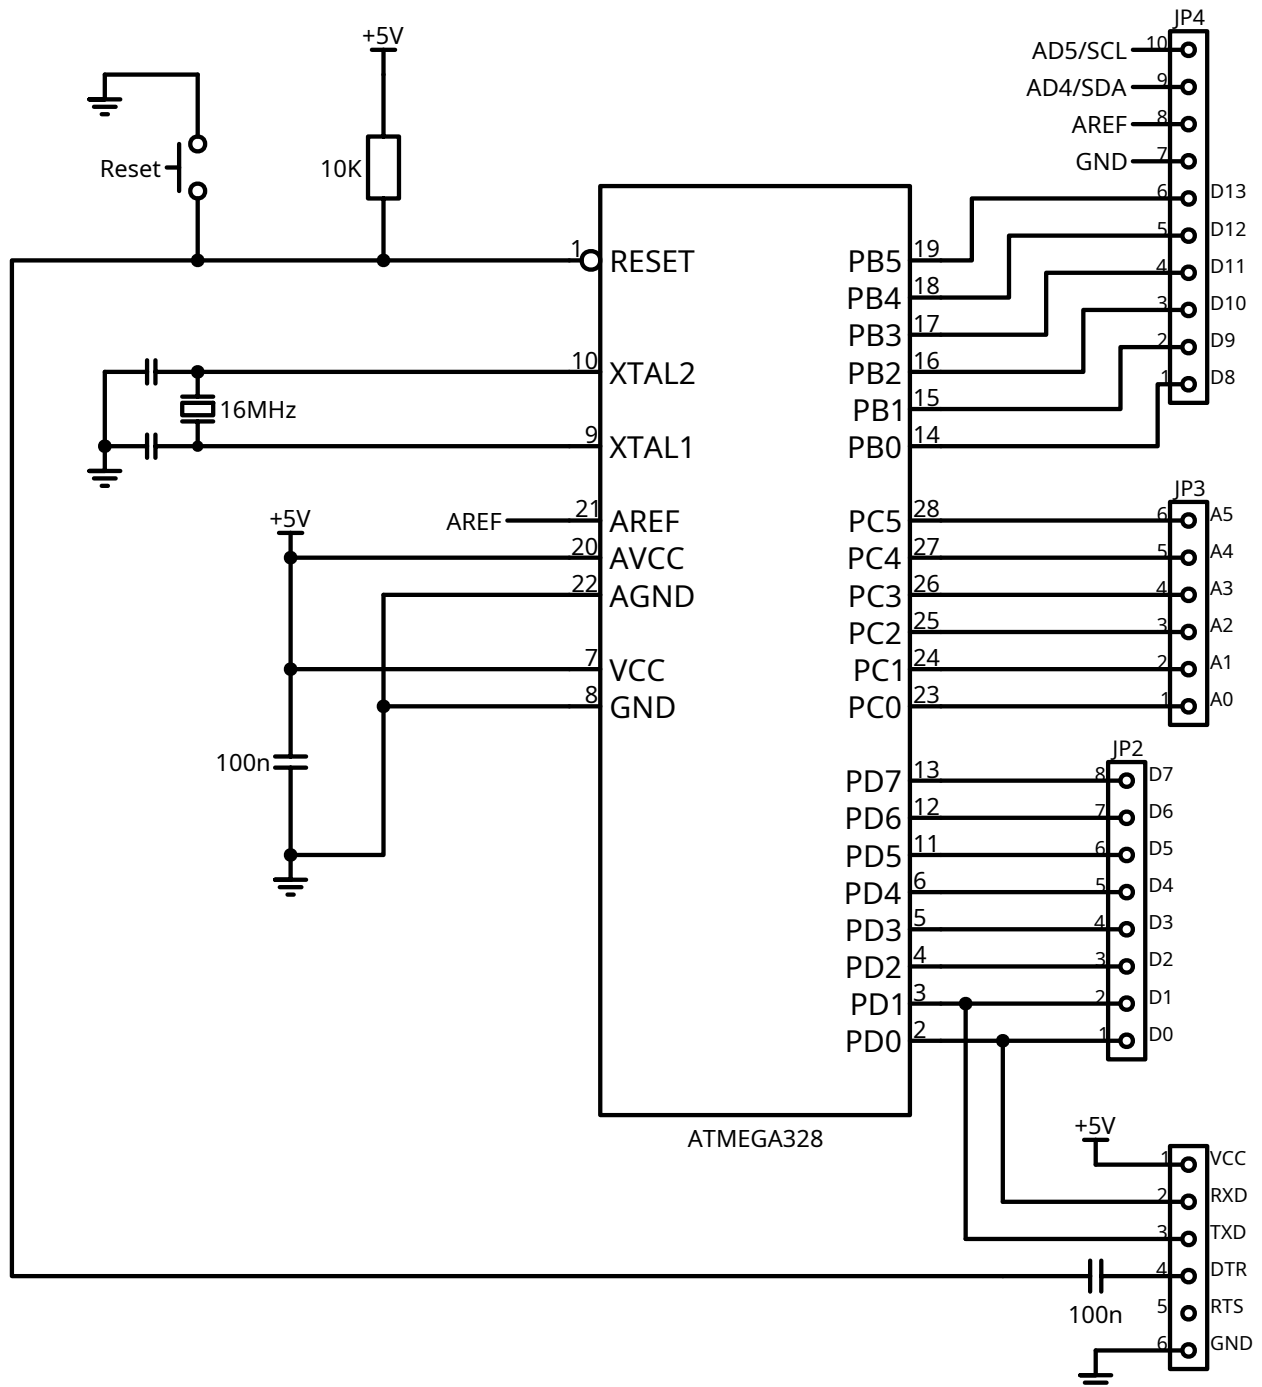 +5V
Reset
10K
1 RESET
10 XTAL2
16MHz
9 XTAL1
AREF 21 AREF
+5V
20 AVCC
22 AGND
7 VCC
8 GND
100n
PB5 19
PB4 18
PB3 17
PB2 16
PB1 15
PB0 14
PC5 28
PC4 27
PC3 26
PC2 25
PC1 24
PC0 23
PD7 13
PD6 12
PD5 11
PD4 6
PD3 5
PD2 4
PD1 3
PD0 2
ATMEGA328
JP4
AD5/SCL 10
AD4/SDA 9
AREF 8
GND 7
6 D13
5 D12
4 D11
3 D10
2 D9
1 D8
JP3
6 A5
5 A4
4 A3
3 A2
2 A1
1 A0
JP2
8 D7
7 D6
6 D5
5 D4
4 D3
3 D2
2 D1
1 D0
+5V
1 VCC
2 RXD
3 TXD
4 DTR
100n
5 RTS
6 GND